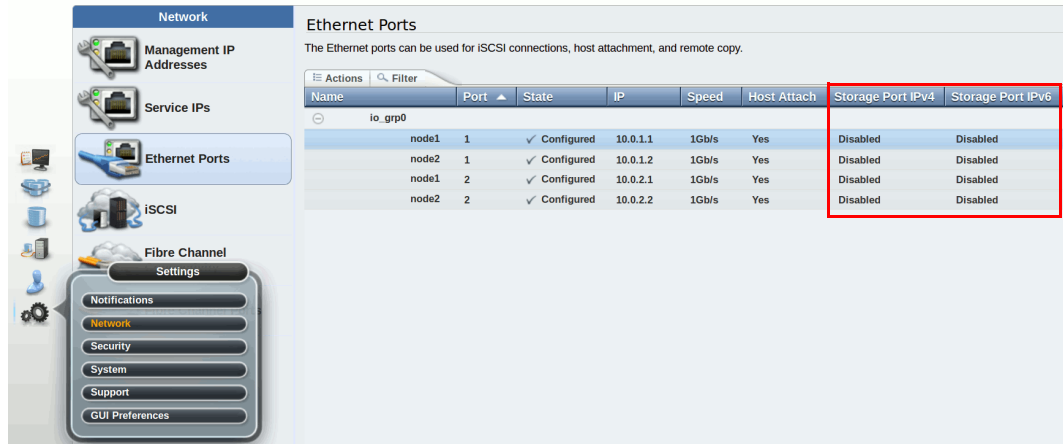 Network
Management IP
Addresses
Service IPs
Ethernet Ports
iSCSI
Fibre Channel
Settings
Notifications
Network
Security
System
Support
GUI Preferences
Ethernet Ports
The Ethernet ports can be used for iSCSI connections, host attachment, and remote copy.
Actions Filter
Name Port State IP Speed Host Attach Storage Port IPv4 Storage Port IPv6
io_grp0
node1 1 Configured 10.0.1.1 1Gb/s Yes Disabled Disabled
node2 1 Configured 10.0.1.2 1Gb/s Yes Disabled Disabled
node1 2 Configured 10.0.2.1 1Gb/s Yes Disabled Disabled
node2 2 Configured 10.0.2.2 1Gb/s Yes Disabled Disabled